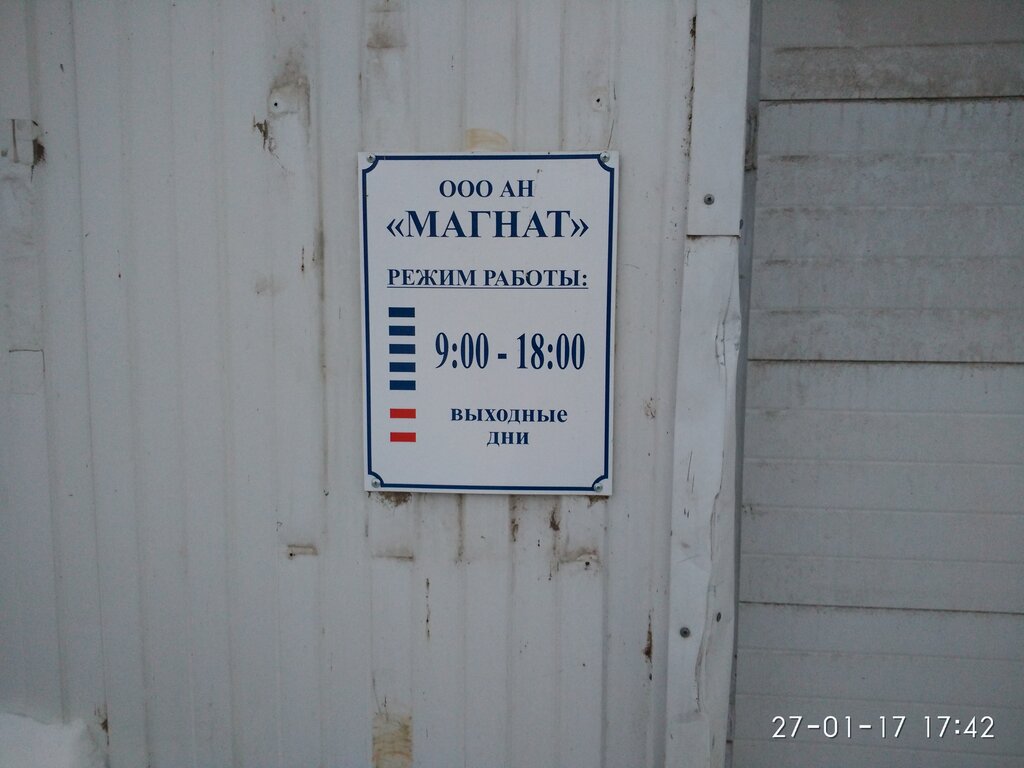 ООО АН
«МАГНАТ»
РЕЖИМ РАБОТЫ:
9:00 - 18:00
выходные
дни
27-01-17 17:42